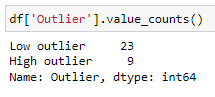 df['Outlier'].value_counts()
Low outlier     23
High outlier     9
Name: Outlier, dtype: int64